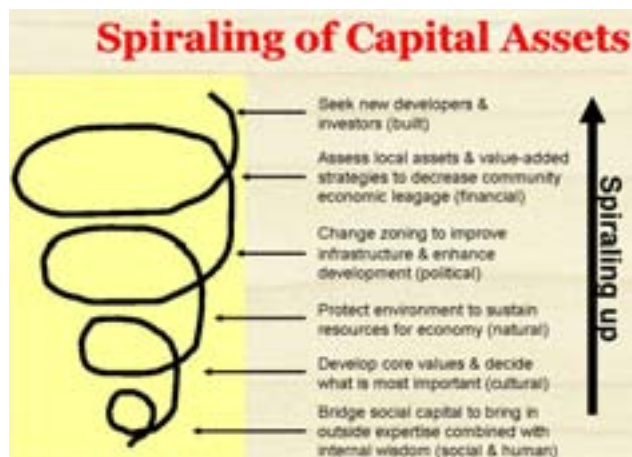 Spiraling of Capital Assets
Seek new developers &
investors (built)
Assess local assets & value-added
strategies to decrease community
economic leagage (financial)
Change zoning to improve
infrastructure & enhance
development (political)
Protect environment to sustain
resources for economy (natural)
Develop core values & decide
what is most important (cultural)
Bridge social capital to bring in
outside expertise combined with
internal wisdom (social & human)
Spiraling up